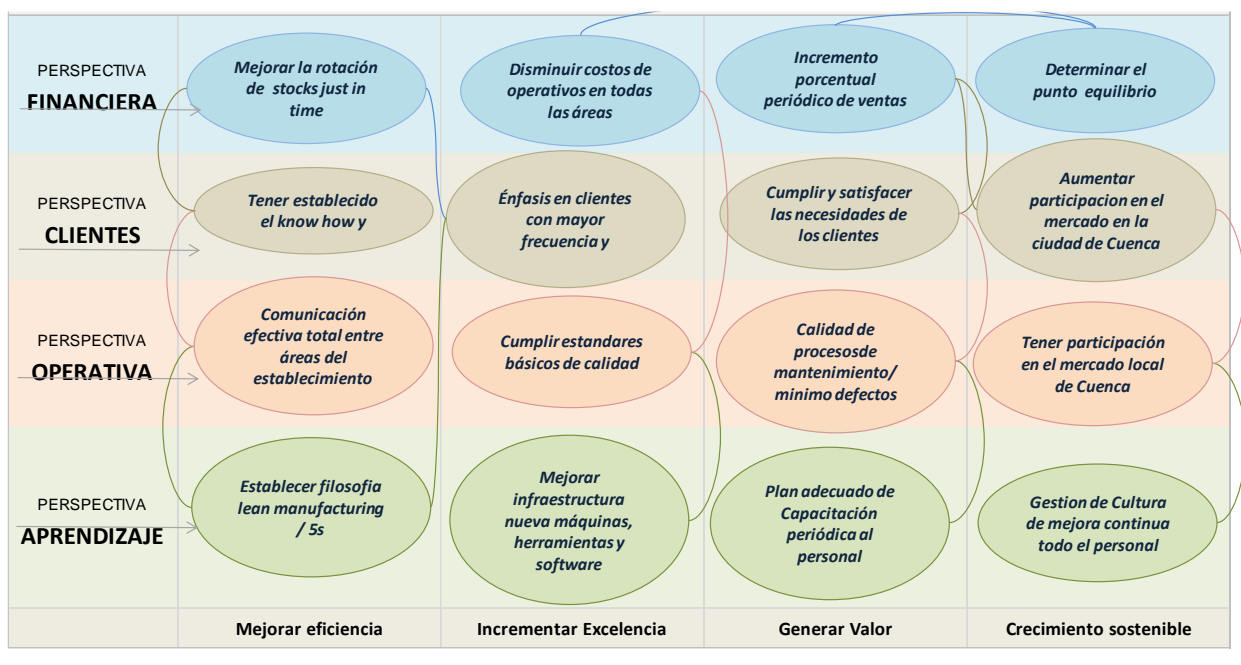 PERSPECTIVA
FINANCIERA
Mejorar la rotación
de stocks just in
time
Disminuir costos de
operativos en todas
las áreas
Incremento
porcentual
periódico de ventas
Determinar el
punto equilibrio
PERSPECTIVA
CLIENTES
Tener establecido
el know how y
Énfasis en clientes
con mayor
frecuencia y
Cumplir y satisfacer
las necesidades de
los clientes
Aumentar
participacion en el
mercado en la
ciudad de Cuenca
PERSPECTIVA
OPERATIVA
Comunicación
efectiva total entre
áreas del
establecimiento
Cumplir estandares
básicos de calidad
Calidad de
procesosde
mantenimiento/
minimo defectos
Tener participación
en el mercado local
de Cuenca
PERSPECTIVA
APRENDIZAJE
Establecer filosofia
lean manufacturing
/ 5s
Mejorar
infraestructura
nueva máquinas,
herramientas y
software
Plan adecuado de
Capacitación
periódica al
personal
Gestion de Cultura
de mejora continua
todo el personal
Mejorar eficiencia
Incrementar Excelencia
Generar Valor
Crecimiento sostenible